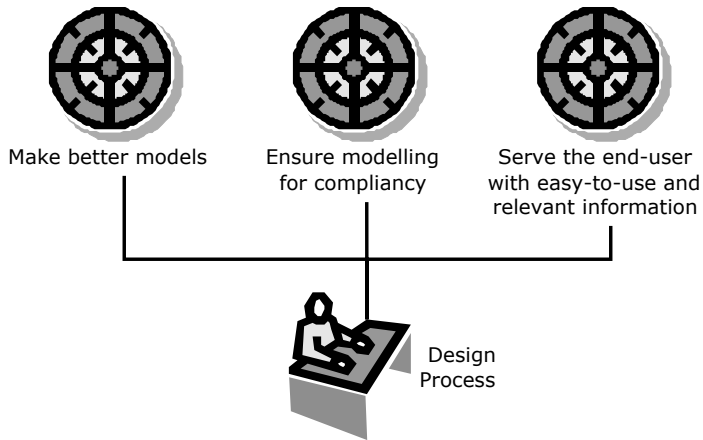 Make better models
Ensure modelling
for compliancy
Serve the end-user
with easy-to-use and
relevant information
Design
Process